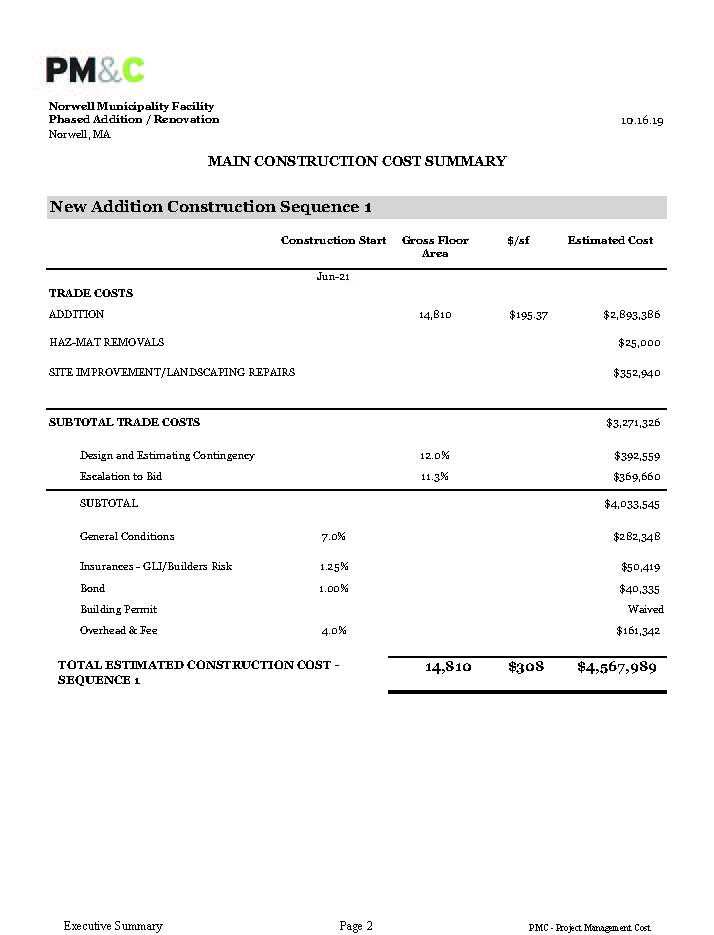 PM&C
Norwell Municipality Facility
Phased Addition / Renovation 10.16.19
Norwell, MA
MAIN CONSTRUCTION COST SUMMARY
New Addition Construction Sequence 1
Construction Start Gross Floor $/sf Estimated Cost
Area
Jun-21
TRADE COSTS
ADDITION 14,810 $195.37 $2,893,386
HAZ-MAT REMOVALS $25,000
SITE IMPROVEMENT/LANDSCAPING REPAIRS $352,940
SUBTOTAL TRADE COSTS $3,271,326
Design and Estimating Contingency 12.0% $392,559
Escalation to Bid 11.3% $369,660
SUBTOTAL $4,033,545
General Conditions 7.0% $282,348
Insurances - GLI/Builders Risk 1.25% $50,419
Bond 1.00% $40,335
Building Permit Waived
Overhead & Fee 4.0% $161,342
TOTAL ESTIMATED CONSTRUCTION COST - 14,810 $308 $4,567,989
SEQUENCE 1
Executive Summary Page 2 PMC - Project Management Cost